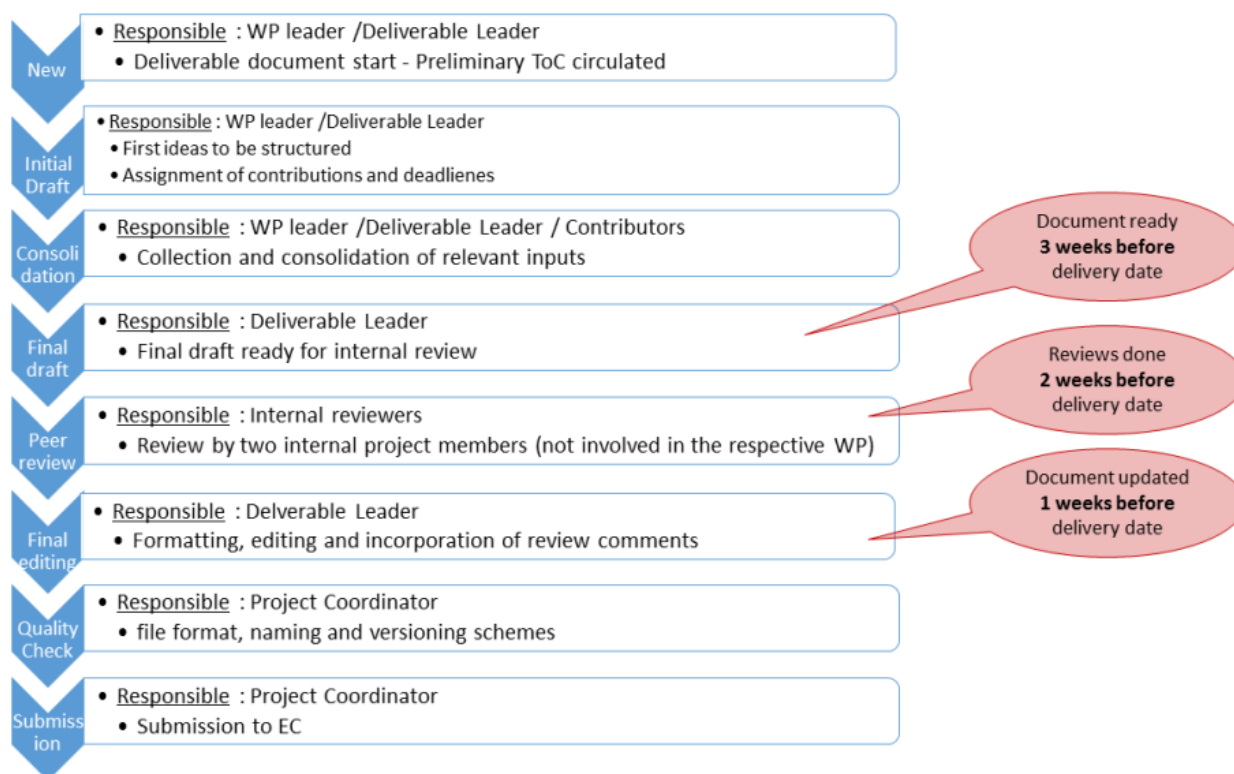 New
• Responsible : WP leader /Deliverable Leader
• Deliverable document start - Preliminary ToC circulated
Initial
Draft
• Responsible : WP leader /Deliverable Leader
• First ideas to be structured
• Assignment of contributions and deadlienes
Consoli
dation
• Responsible : WP leader /Deliverable Leader / Contributors
• Collection and consolidation of relevant inputs
Document ready
3 weeks before
delivery date
Final
draft
• Responsible : Deliverable Leader
• Final draft ready for internal review
Reviews done
2 weeks before
delivery date
Peer
review
• Responsible : Internal reviewers
• Review by two internal project members (not involved in the respective WP)
Document updated
1 weeks before
delivery date
Final
editing
• Responsible : Delverable Leader
• Formatting, editing and incorporation of review comments
Quality
Check
• Responsible : Project Coordinator
• file format, naming and versioning schemes
Submiss
ion
• Responsible : Project Coordinator
• Submission to EC